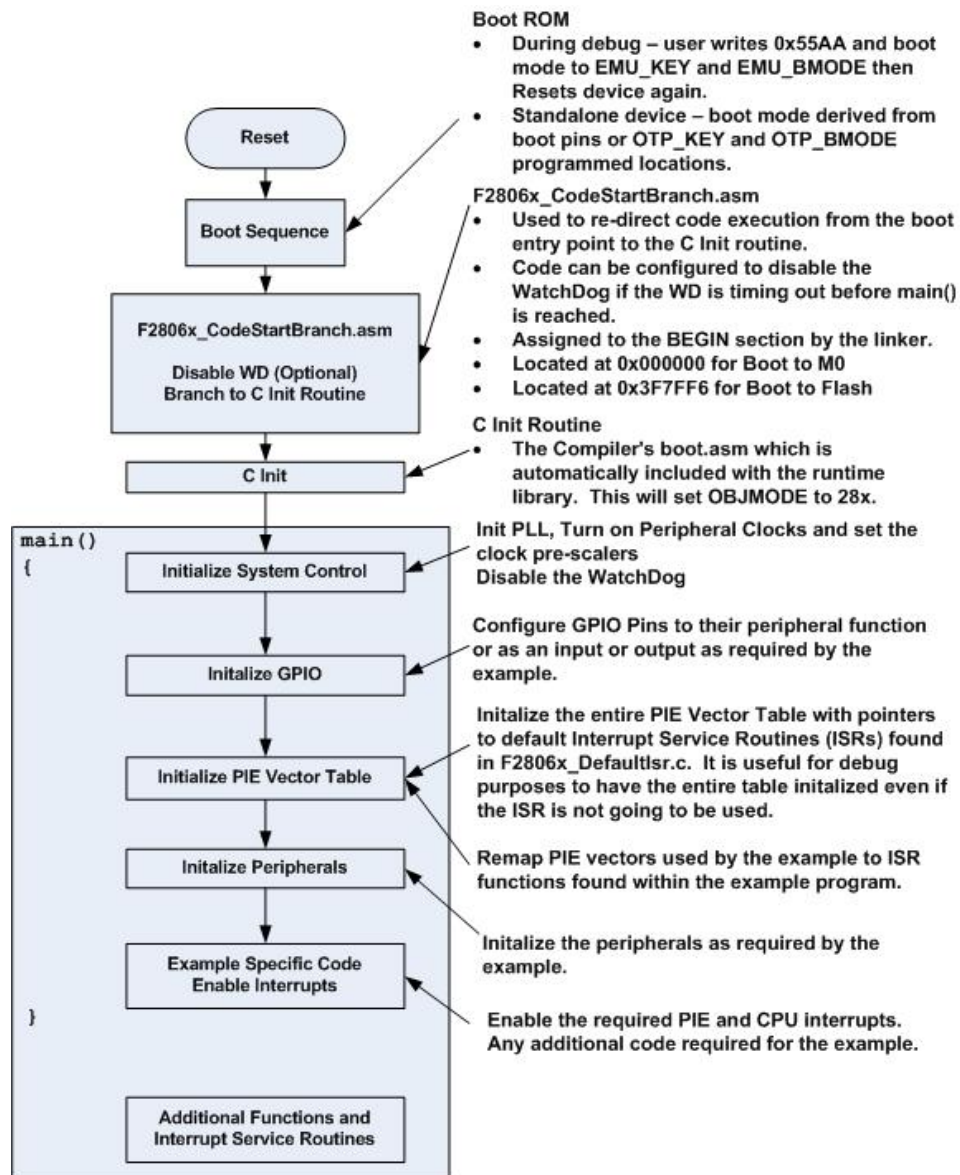 Boot ROM
• During debug – user writes 0x55AA and boot
mode to EMU_KEY and EMU_BMODE then
Resets device again.
• Standalone device – boot mode derived from
boot pins or OTP_KEY and OTP_BMODE
programmed locations.
Reset
Boot Sequence
F2806x_CodeStartBranch.asm
• Used to re-direct code execution from the boot
entry point to the C Init routine.
• Code can be configured to disable the
WatchDog if the WD is timing out before main()
is reached.
• Assigned to the BEGIN section by the linker.
• Located at 0x000000 for Boot to M0
• Located at 0x3F7FF6 for Boot to Flash
F2806x_CodeStartBranch.asm
Disable WD (Optional)
Branch to C Init Routine
C Init Routine
• The Compiler's boot.asm which is
automatically included with the runtime
library. This will set OBJMODE to 28x.
C Init
main()
{
Initialize System Control
Init PLL, Turn on Peripheral Clocks and set the
clock pre-scalers
Disable the WatchDog
Initalize GPIO
Configure GPIO Pins to their peripheral function
or as an input or output as required by the
example.
Initialize PIE Vector Table
Initalize the entire PIE Vector Table with pointers
to default Interrupt Service Routines (ISRs) found
in F2806x_DefaultIsr.c. It is useful for debug
purposes to have the entire table initalized even if
the ISR is not going to be used.
Remap PIE vectors used by the example to ISR
functions found within the example program.
Initalize Peripherals
Initalize the peripherals as required by the
example.
Example Specific Code
Enable Interrupts
Enable the required PIE and CPU interrupts.
Any additional code required for the example.
}
Additional Functions and
Interrupt Service Routines